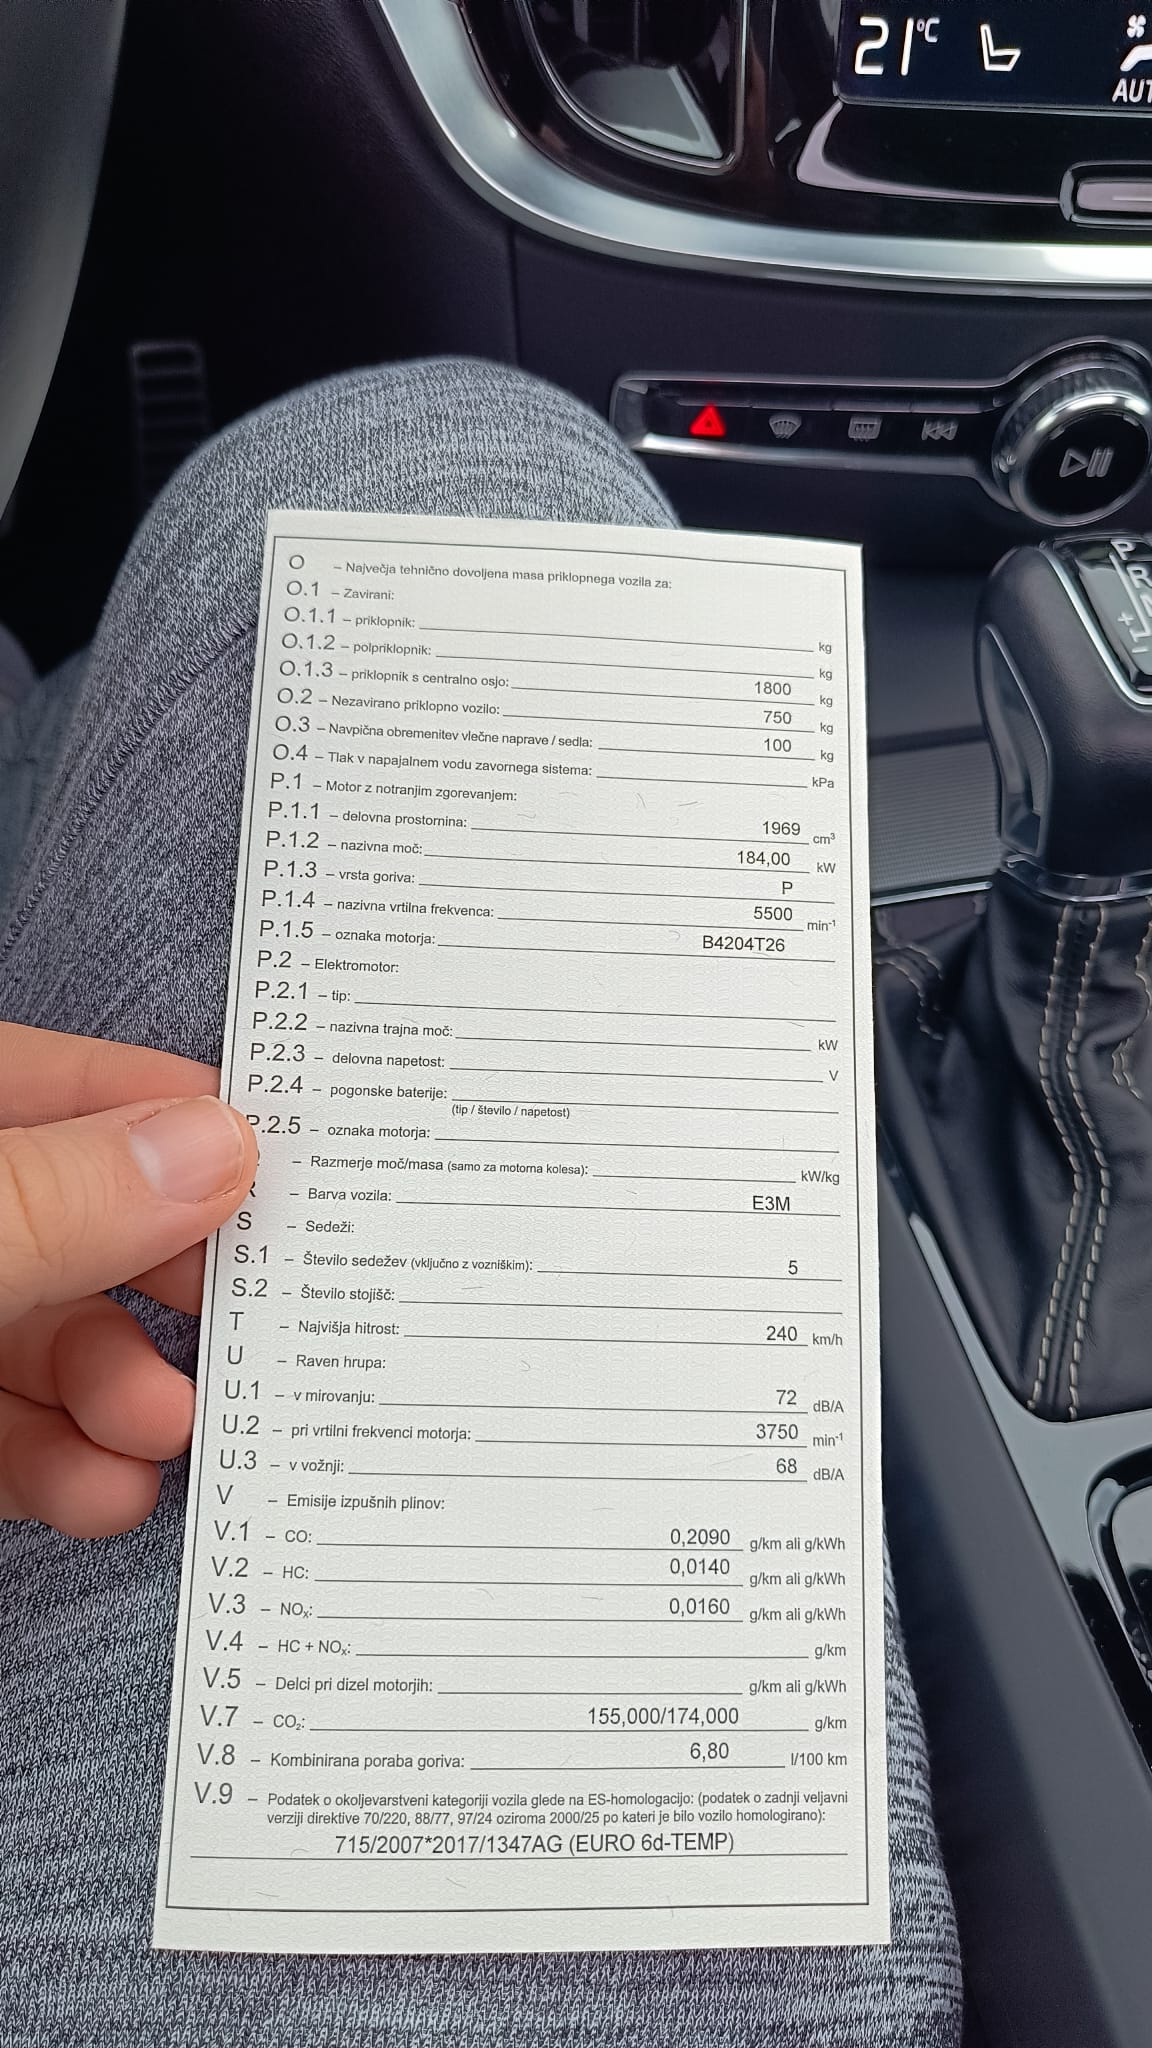 21°C
AUT
P
R
N
+
-
O – Največja tehnično dovoljena masa priklopnega vozila za:
O.1 – Zavirani:
O.1.1 – priklopnik: kg
O.1.2 – polpriklopnik: kg
O.1.3 – priklopnik s centralno osjo: 1800 kg
O.2 – Nezavirano priklopno vozilo: 750 kg
O.3 – Navpična obremenitev vlečne naprave / sedla: 100 kg
O.4 – Tlak v napajalnem vodu zavornega sistema: kPa
P.1 – Motor z notranjim zgorevanjem:
P.1.1 – delovna prostornina: 1969 cm³
P.1.2 – nazivna moč: 184,00 kW
P.1.3 – vrsta goriva: P
P.1.4 – nazivna vrtilna frekvenca: 5500 min⁻¹
P.1.5 – oznaka motorja: B4204T26
P.2 – Elektromotor:
P.2.1 – tip:
P.2.2 – nazivna trajna moč: kW
P.2.3 – delovna napetost: V
P.2.4 – pogonske baterije:
(tip / število / napetost)
P.2.5 – oznaka motorja:
– Razmerje moč/masa (samo za motorna kolesa): kW/kg
R – Barva vozila: E3M
S – Sedeži:
S.1 – Število sedežev (vključno z vozniškim): 5
S.2 – Število stojišč:
T – Najvišja hitrost: 240 km/h
U – Raven hrupa:
U.1 – v mirovanju: 72 dB/A
U.2 – pri vrtilni frekvenci motorja: 3750 min⁻¹
U.3 – v vožnji: 68 dB/A
V – Emisije izpušnih plinov:
V.1 – CO: 0,2090 g/km ali g/kWh
V.2 – HC: 0,0140 g/km ali g/kWh
V.3 – NOₓ: 0,0160 g/km ali g/kWh
V.4 – HC + NOₓ: g/km
V.5 – Delci pri dizel motorjih: g/km ali g/kWh
V.7 – CO₂: 155,000/174,000 g/km
V.8 – Kombinirana poraba goriva: 6,80 l/100 km
V.9 – Podatek o okoljevarstveni kategoriji vozila glede na ES-homologacijo: (podatek o zadnji veljavni
verziji direktive 70/220, 88/77, 97/24 oziroma 2000/25 po kateri je bilo vozilo homologirano):
715/2007*2017/1347AG (EURO 6d-TEMP)